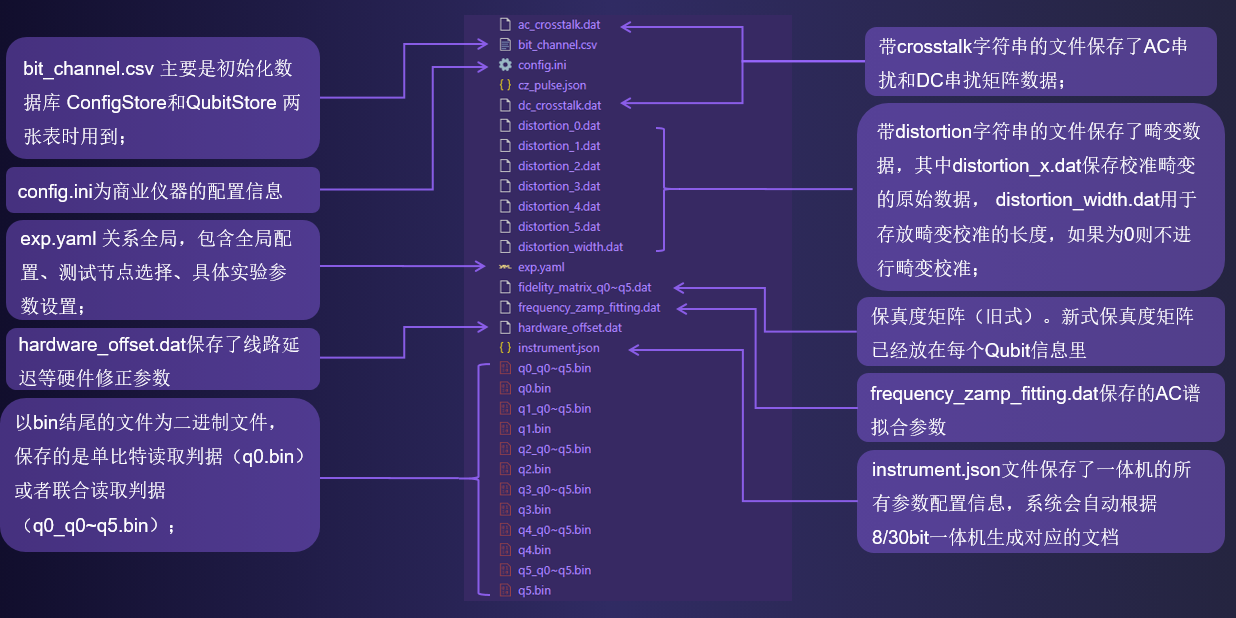 bit_channel.csv 主要是初始化数
据库 ConfigStore和QubitStore 两
张表时用到；
config.ini为商业仪器的配置信息
exp.yaml 关系全局，包含全局配
置、测试节点选择、具体实验参
数设置；
hardware_offset.dat保存了线路延
迟等硬件修正参数
以bin结尾的文件为二进制文件，
保存的是单比特读取判据（q0.bin）
或者联合读取判据
（q0_q0~q5.bin）；
ac_crosstalk.dat
bit_channel.csv
config.ini
cz_pulse.json
dc_crosstalk.dat
distortion_0.dat
distortion_1.dat
distortion_2.dat
distortion_3.dat
distortion_4.dat
distortion_5.dat
distortion_width.dat
exp.yaml
fidelity_matrix_q0~q5.dat
frequency_zamp_fitting.dat
hardware_offset.dat
instrument.json
q0_q0~q5.bin
q0.bin
q1_q0~q5.bin
q1.bin
q2_q0~q5.bin
q2.bin
q3_q0~q5.bin
q3.bin
q4_q0~q5.bin
q4.bin
q5_q0~q5.bin
q5.bin
带crosstalk字符串的文件保存了AC串
扰和DC串扰矩阵数据；
带distortion字符串的文件保存了畸变数
据，其中distortion_x.dat保存校准畸变
的原始数据， distortion_width.dat用于
存放畸变校准的长度，如果为0则不进
行畸变校准；
保真度矩阵（旧式）。新式保真度矩阵
已经放在每个Qubit信息里
frequency_zamp_fitting.dat保存的AC谱
拟合参数
instrument.json文件保存了一体机的所
有参数配置信息，系统会自动根据
8/30bit一体机生成对应的文档